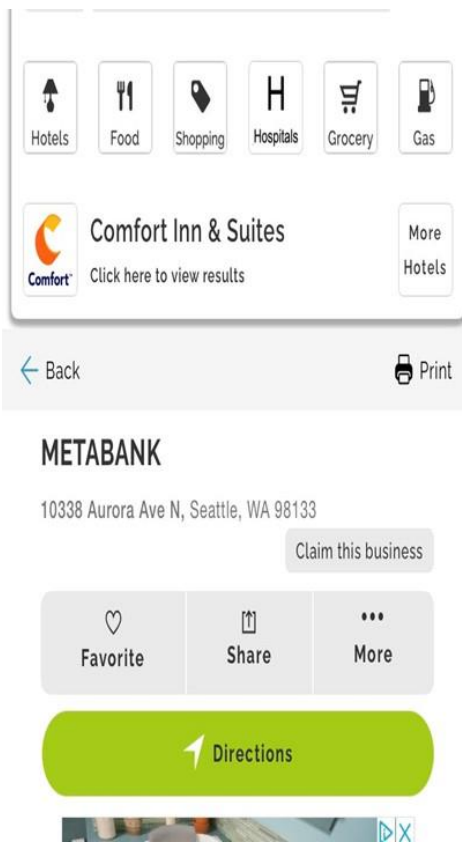 Hotels
Food
Shopping
Hospitals
Grocery
Gas
Comfort Inn & Suites
Comfort
Click here to view results
More
Hotels
Back
Print
METABANK
10338 Aurora Ave N, Seattle, WA 98133
Claim this business
Favorite
Share
More
Directions